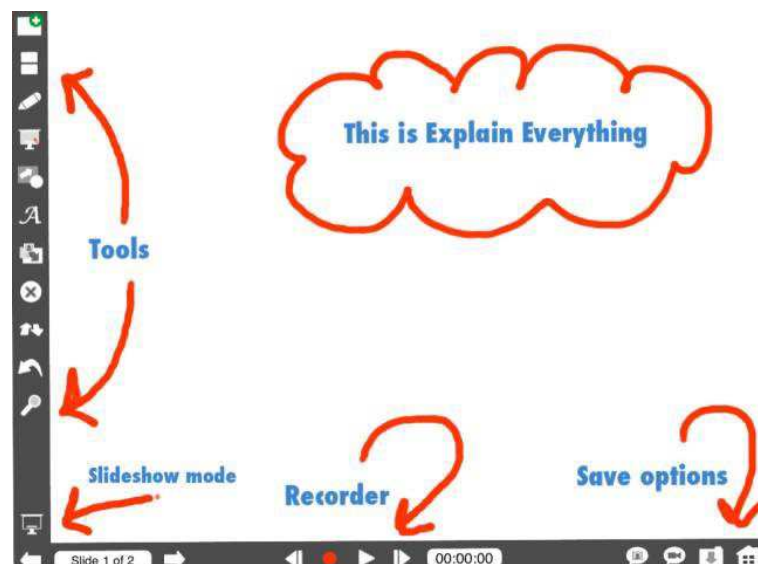 This is Explain Everything
A
Tools
Slideshow mode
Recorder
Save options
Slide 1 of 2
00:00:00